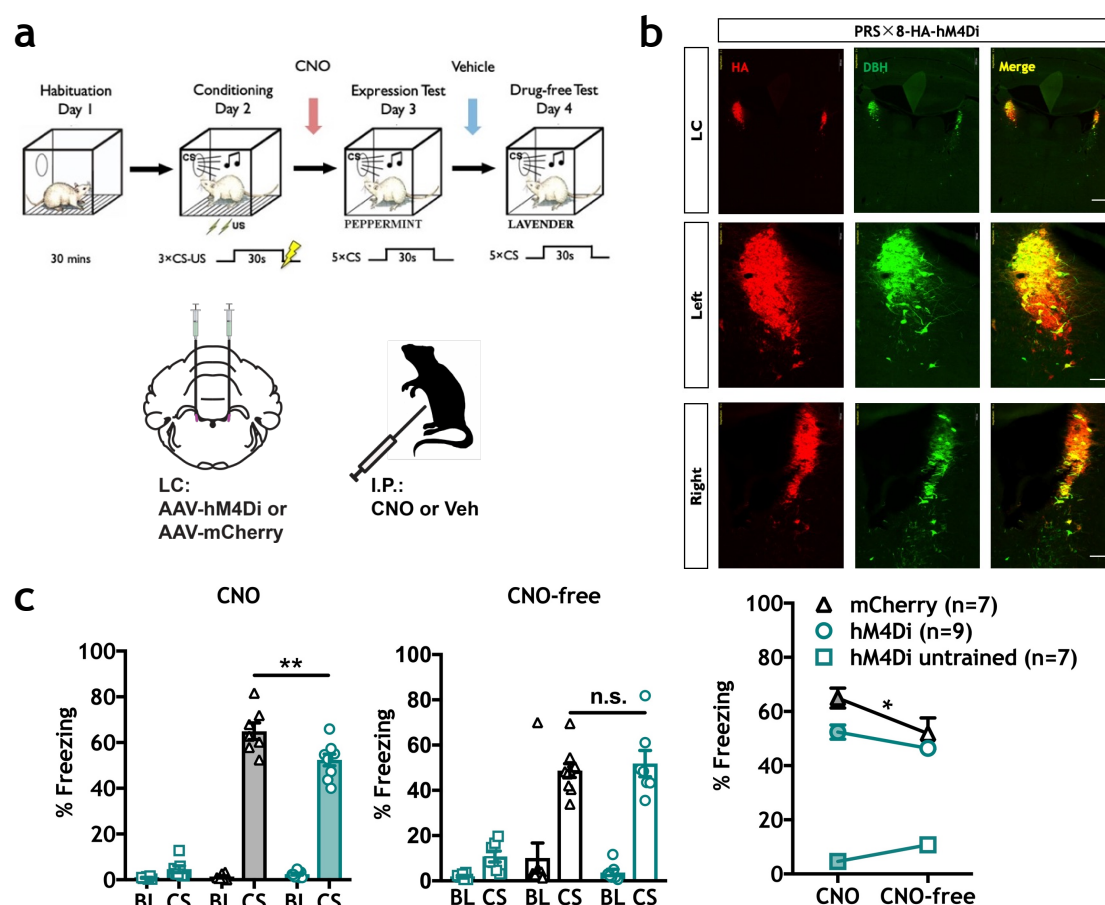 a
CNO
Vehicle
Habituation
Day 1
Conditioning
Day 2
Expression Test
Day 3
Drug-free Test
Day 4
CS
CS
CS
US
PEPPERMINT
LAVENDER
30 mins
3×CS-US
30s
5×CS
30s
5×CS
30s
LC:
AAV-hM4Di or
AAV-mCherry
I.P.:
CNO or Veh
b
PRS×8-HA-hM4Di
HA
DBH
Merge
LC
Left
Right
c
CNO
% Freezing
100
80
60
40
20
0
**
BL CS BL CS BL CS
CNO-free
% Freezing
100
80
60
40
20
0
n.s.
BL CS BL CS BL CS
mCherry (n=7)
hM4Di (n=9)
hM4Di untrained (n=7)
% Freezing
100
80
60
40
20
0
*
CNO CNO-free